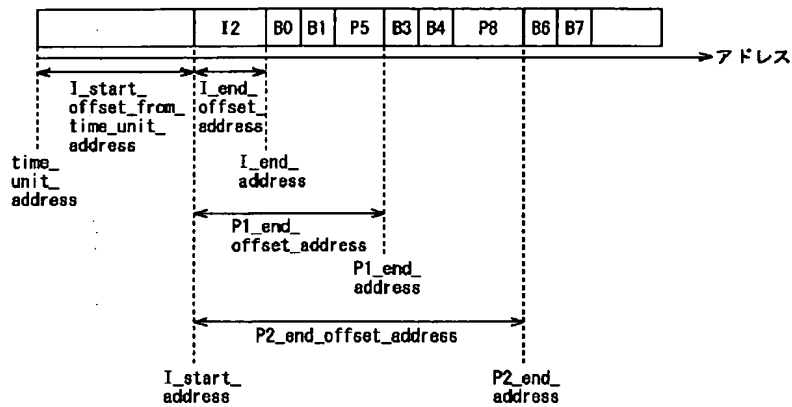 I2 B0 B1 P5 B3 B4 P8 B6 B7
アドレス
I_start_
offset_from_
time_unit_
address
I_end_
offset_
address
time_
unit_
address
I_end_
address
P1_end_
offset_address
P1_end_
address
P2_end_offset_address
I_start_
address
P2_end_
address